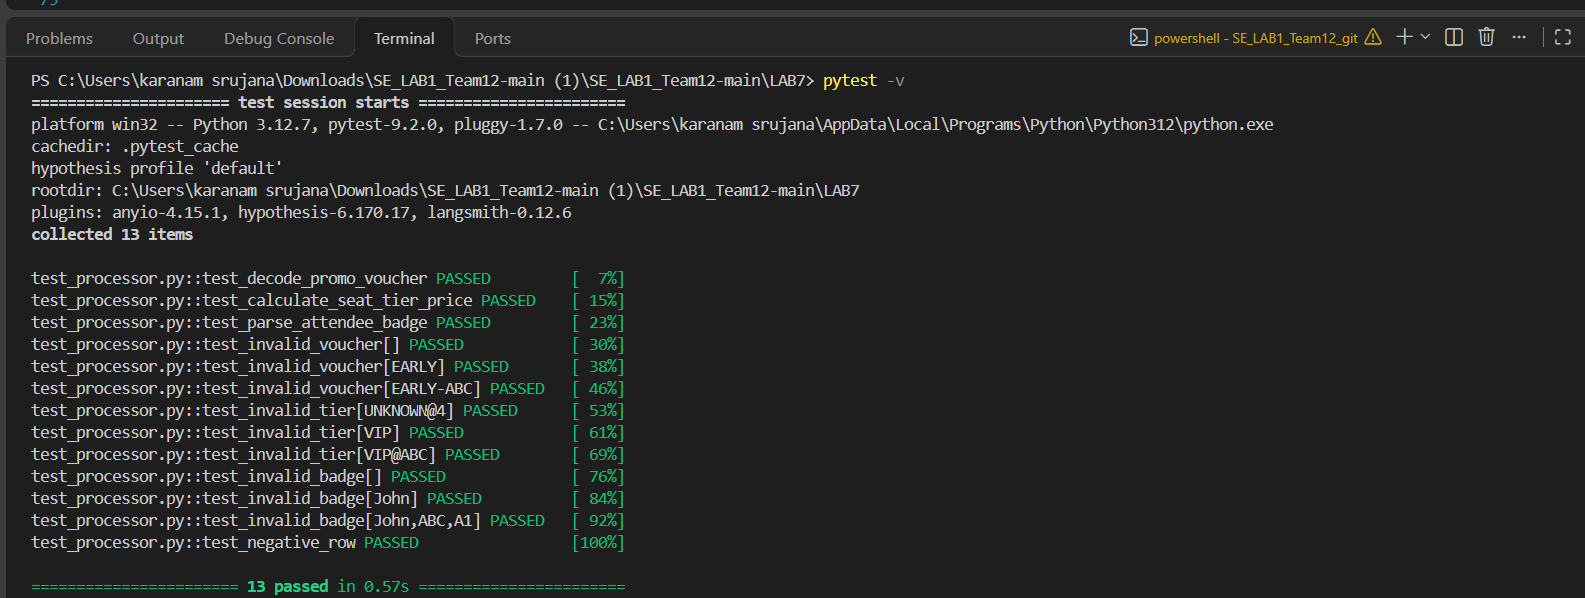 Problems Output Debug Console Terminal Ports powershell - SE_LAB1_Team12_git
PS C:\Users\karanam srujana\Downloads\SE_LAB1_Team12-main (1)\SE_LAB1_Team12-main\LAB7> pytest -v
====================== test session starts =======================
platform win32 -- Python 3.12.7, pytest-9.2.0, pluggy-1.7.0 -- C:\Users\karanam srujana\AppData\Local\Programs\Python\Python312\python.exe
cachedir: .pytest_cache
hypothesis profile 'default'
rootdir: C:\Users\karanam srujana\Downloads\SE_LAB1_Team12-main (1)\SE_LAB1_Team12-main\LAB7
plugins: anyio-4.15.1, hypothesis-6.170.17, langsmith-0.12.6
collected 13 items
test_processor.py::test_decode_promo_voucher PASSED [  7%]
test_processor.py::test_calculate_seat_tier_price PASSED [ 15%]
test_processor.py::test_parse_attendee_badge PASSED [ 23%]
test_processor.py::test_invalid_voucher[] PASSED [ 30%]
test_processor.py::test_invalid_voucher[EARLY] PASSED [ 38%]
test_processor.py::test_invalid_voucher[EARLY-ABC] PASSED [ 46%]
test_processor.py::test_invalid_tier[UNKNOWN@4] PASSED [ 53%]
test_processor.py::test_invalid_tier[VIP] PASSED [ 61%]
test_processor.py::test_invalid_tier[VIP@ABC] PASSED [ 69%]
test_processor.py::test_invalid_badge[] PASSED [ 76%]
test_processor.py::test_invalid_badge[John] PASSED [ 84%]
test_processor.py::test_invalid_badge[John,ABC,A1] PASSED [ 92%]
test_processor.py::test_negative_row PASSED [100%]
======================= 13 passed in 0.57s =======================